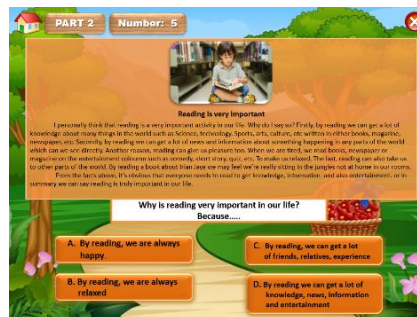 PART 2
Number: 5
Reading is very important
I personally think that reading is a very important activity in our life. Why do I say so? Firstly, by reading we can get a lot of
knowledge about many things in the world such as Science, technology. Sports, arts, culture, etc written in either books, magazine,
newspaper, etc. Secondly, by reading we can get a lot of news and information about something happening in any parts of the world
which can we see directly. Another reason, reading can give us pleasure too. When we are tired, we read books, newspaper or
magazine on the entertainment column such as comedy, short story, quiz, etc. To make us relaxed. The last, reading can also take us
to other parts of the world. By reading a book about Irian Jaya we may feel we're really sitting in the jungles not at home in our rooms.
From the facts above, it's obvious that everyone needs to read to get knowledge, information and also entertainment. or in
summary we can say reading is truly important in our life.
Why is reading very important in our life?
Because.....
A. By reading, we are always
happy.
C. By reading, we can get a lot
of friends, relatives, experience
B. By reading, we are always
relaxed
D. By reading we can get a lot of
knowledge, news, information
and entertainment